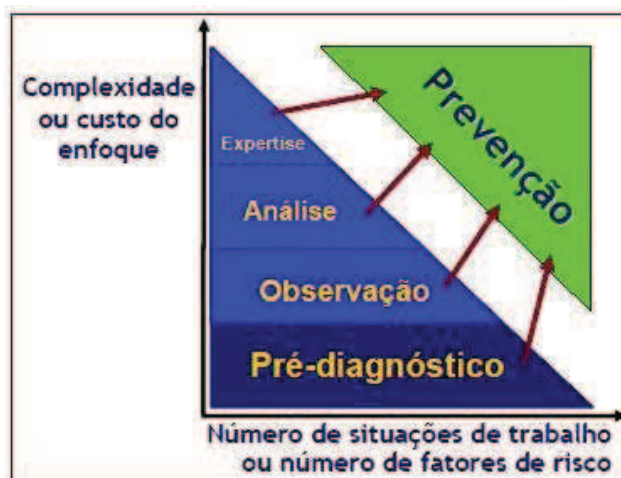 Complexidade
ou custo do
enfoque
Prevenção
Expertise
Análise
Observação
Pré-diagnóstico
Número de situações de trabalho
ou número de fatores de risco